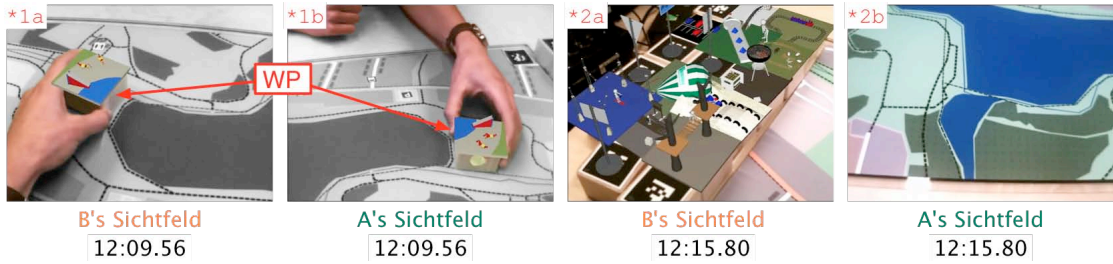 *1a
*1b
*2a
*2b
WP
B's Sichtfeld
A's Sichtfeld
B's Sichtfeld
A's Sichtfeld
12:09.56
12:09.56
12:15.80
12:15.80